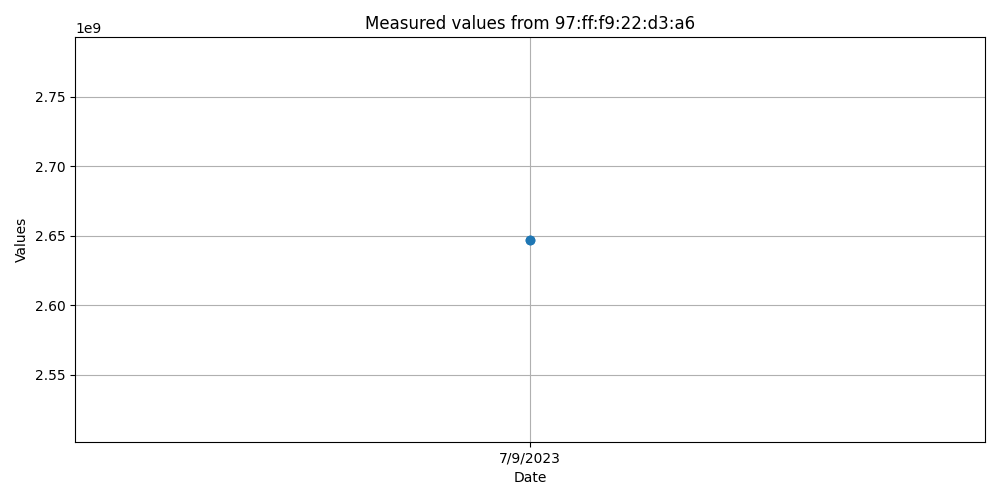 Measured values from 97:ff:f9:22:d3:a6
1e9
2.75
2.70
2.65
2.60
2.55
Values
7/9/2023
Date